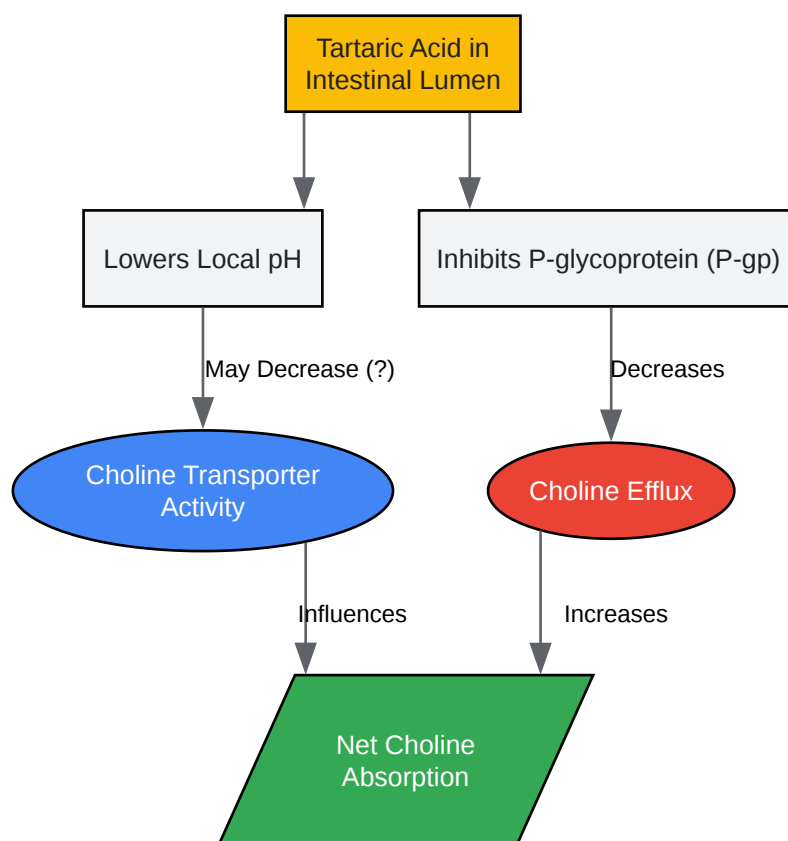 Tartaric Acid in
Intestinal Lumen
Lowers Local pH
Inhibits P-glycoprotein (P-gp)
May Decrease (?)
Decreases
Choline Transporter
Activity
Choline Efflux
Influences
Increases
Net Choline
Absorption